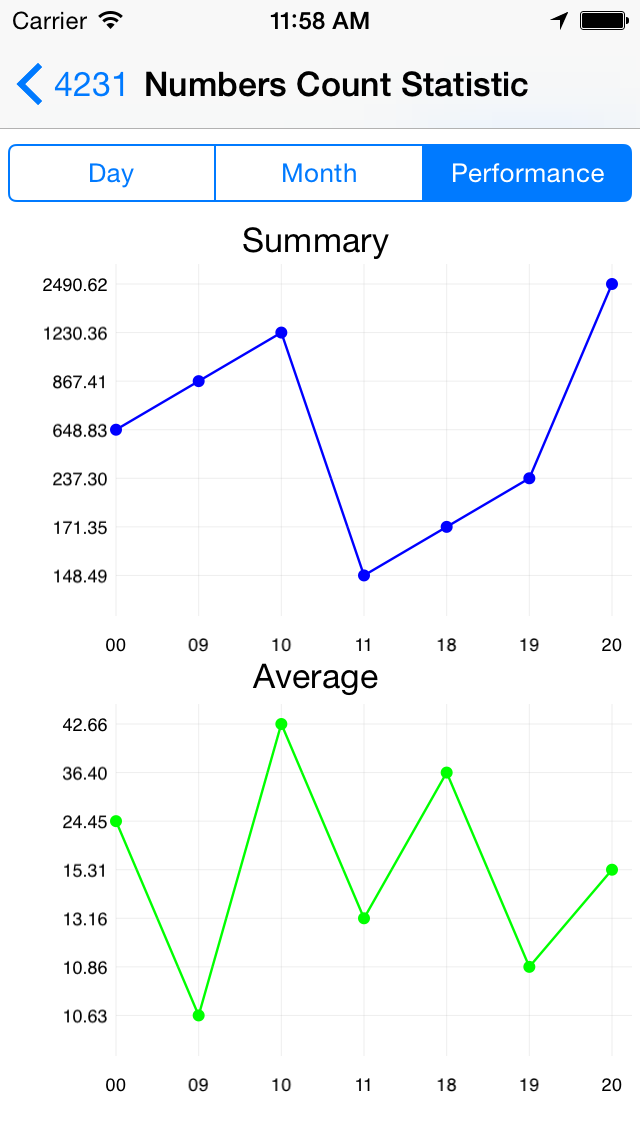 Carrier 11:58 AM
4231 Numbers Count Statistic
Day Month Performance
Summary
2490.62
1230.36
867.41
648.83
237.30
171.35
148.49
00 09 10 11 18 19 20
Average
42.66
36.40
24.45
15.31
13.16
10.86
10.63
00 09 10 11 18 19 20